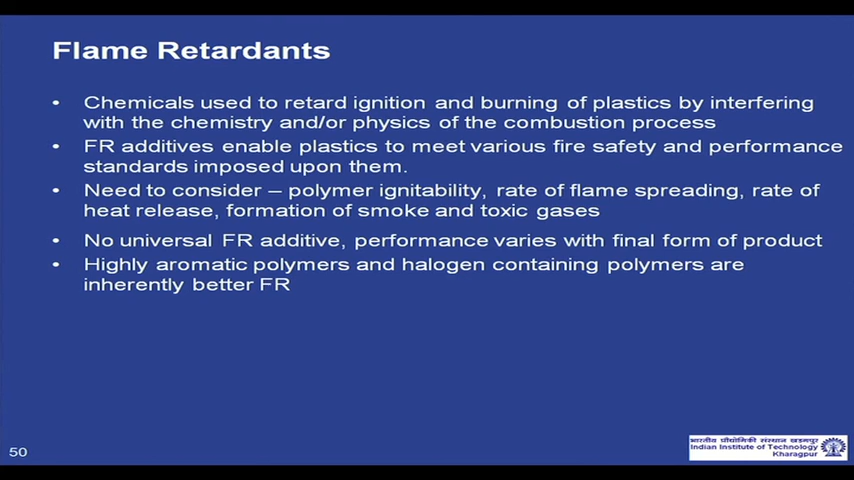 Flame Retardants
• Chemicals used to retard ignition and burning of plastics by interfering
with the chemistry and/or physics of the combustion process
• FR additives enable plastics to meet various fire safety and performance
standards imposed upon them.
• Need to consider – polymer ignitability, rate of flame spreading, rate of
heat release, formation of smoke and toxic gases
• No universal FR additive, performance varies with final form of product
• Highly aromatic polymers and halogen containing polymers are
inherently better FR
50
भारतीय प्रौद्योगिकी संस्थान खड़गपुर
Indian Institute of Technology
Kharagpur